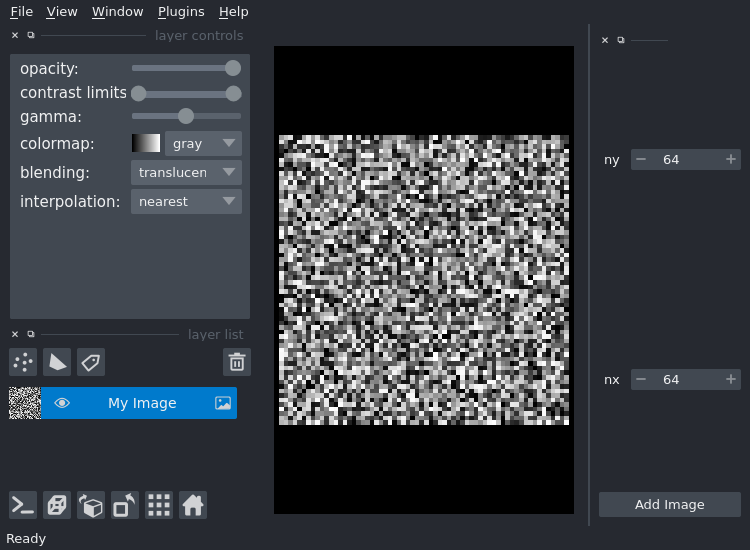 File View Window Plugins Help
layer controls
opacity:
contrast limits
gamma:
colormap: gray
blending: translucen
interpolation: nearest
layer list
My Image
ny 64
nx 64
Add Image
Ready